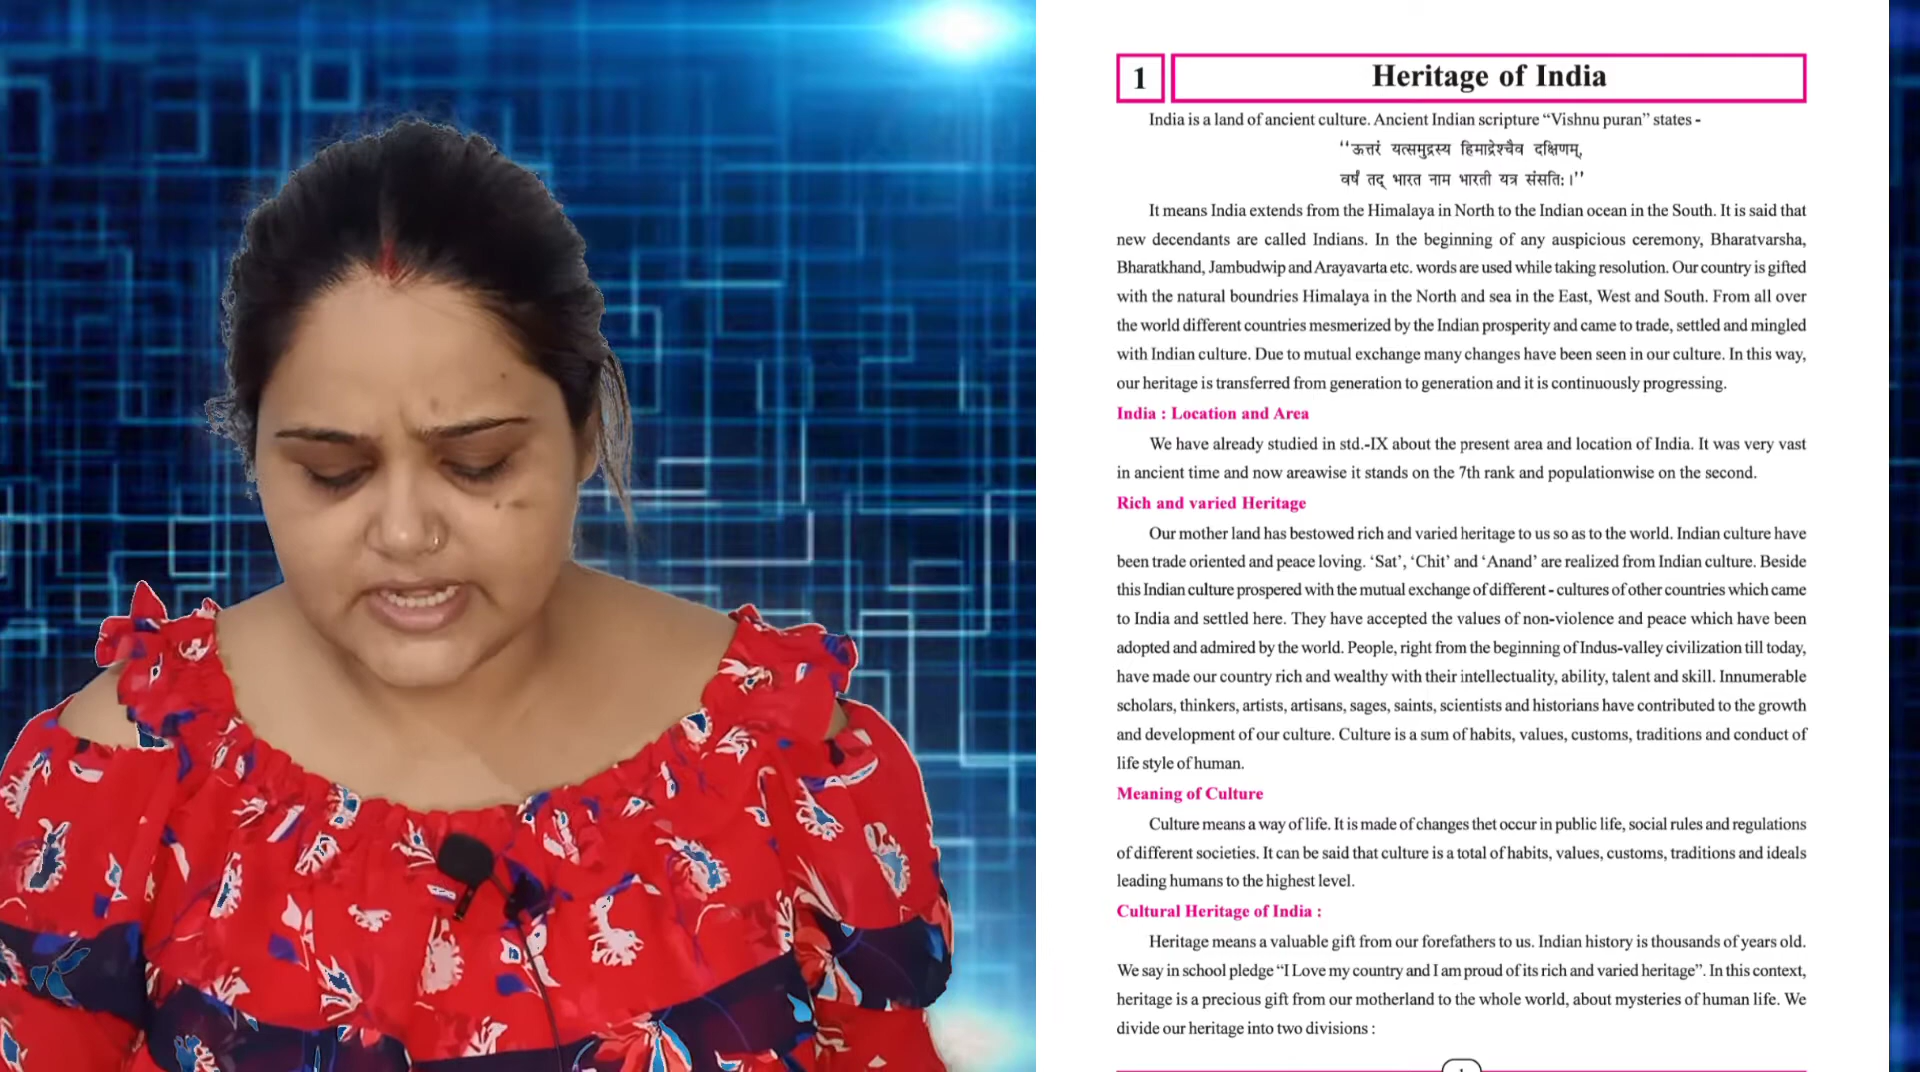 1
Heritage of India
India is a land of ancient culture. Ancient Indian scripture “Vishnu puran” states -
‘‘ऊत्तरं यत्समुद्रस्य हिमाद्रेश्चैव दक्षिणम्,
वर्षं तद् भारत नाम भारती यत्र संसतिः।’’
It means India extends from the Himalaya in North to the Indian ocean in the South. It is said that
new decendants are called Indians. In the beginning of any auspicious ceremony, Bharatvarsha,
Bharatkhand, Jambudwip and Arayavarta etc. words are used while taking resolution. Our country is gifted
with the natural boundries Himalaya in the North and sea in the East, West and South. From all over
the world different countries mesmerized by the Indian prosperity and came to trade, settled and mingled
with Indian culture. Due to mutual exchange many changes have been seen in our culture. In this way,
our heritage is transferred from generation to generation and it is continuously progressing.
India : Location and Area
We have already studied in std.-IX about the present area and location of India. It was very vast
in ancient time and now areawise it stands on the 7th rank and populationwise on the second.
Rich and varied Heritage
Our mother land has bestowed rich and varied heritage to us so as to the world. Indian culture have
been trade oriented and peace loving. ‘Sat’, ‘Chit’ and ‘Anand’ are realized from Indian culture. Beside
this Indian culture prospered with the mutual exchange of different - cultures of other countries which came
to India and settled here. They have accepted the values of non-violence and peace which have been
adopted and admired by the world. People, right from the beginning of Indus-valley civilization till today,
have made our country rich and wealthy with their intellectuality, ability, talent and skill. Innumerable
scholars, thinkers, artists, artisans, sages, saints, scientists and historians have contributed to the growth
and development of our culture. Culture is a sum of habits, values, customs, traditions and conduct of
life style of human.
Meaning of Culture
Culture means a way of life. It is made of changes thet occur in public life, social rules and regulations
of different societies. It can be said that culture is a total of habits, values, customs, traditions and ideals
leading humans to the highest level.
Cultural Heritage of India :
Heritage means a valuable gift from our forefathers to us. Indian history is thousands of years old.
We say in school pledge “I Love my country and I am proud of its rich and varied heritage”. In this context,
heritage is a precious gift from our motherland to the whole world, about mysteries of human life. We
divide our heritage into two divisions :